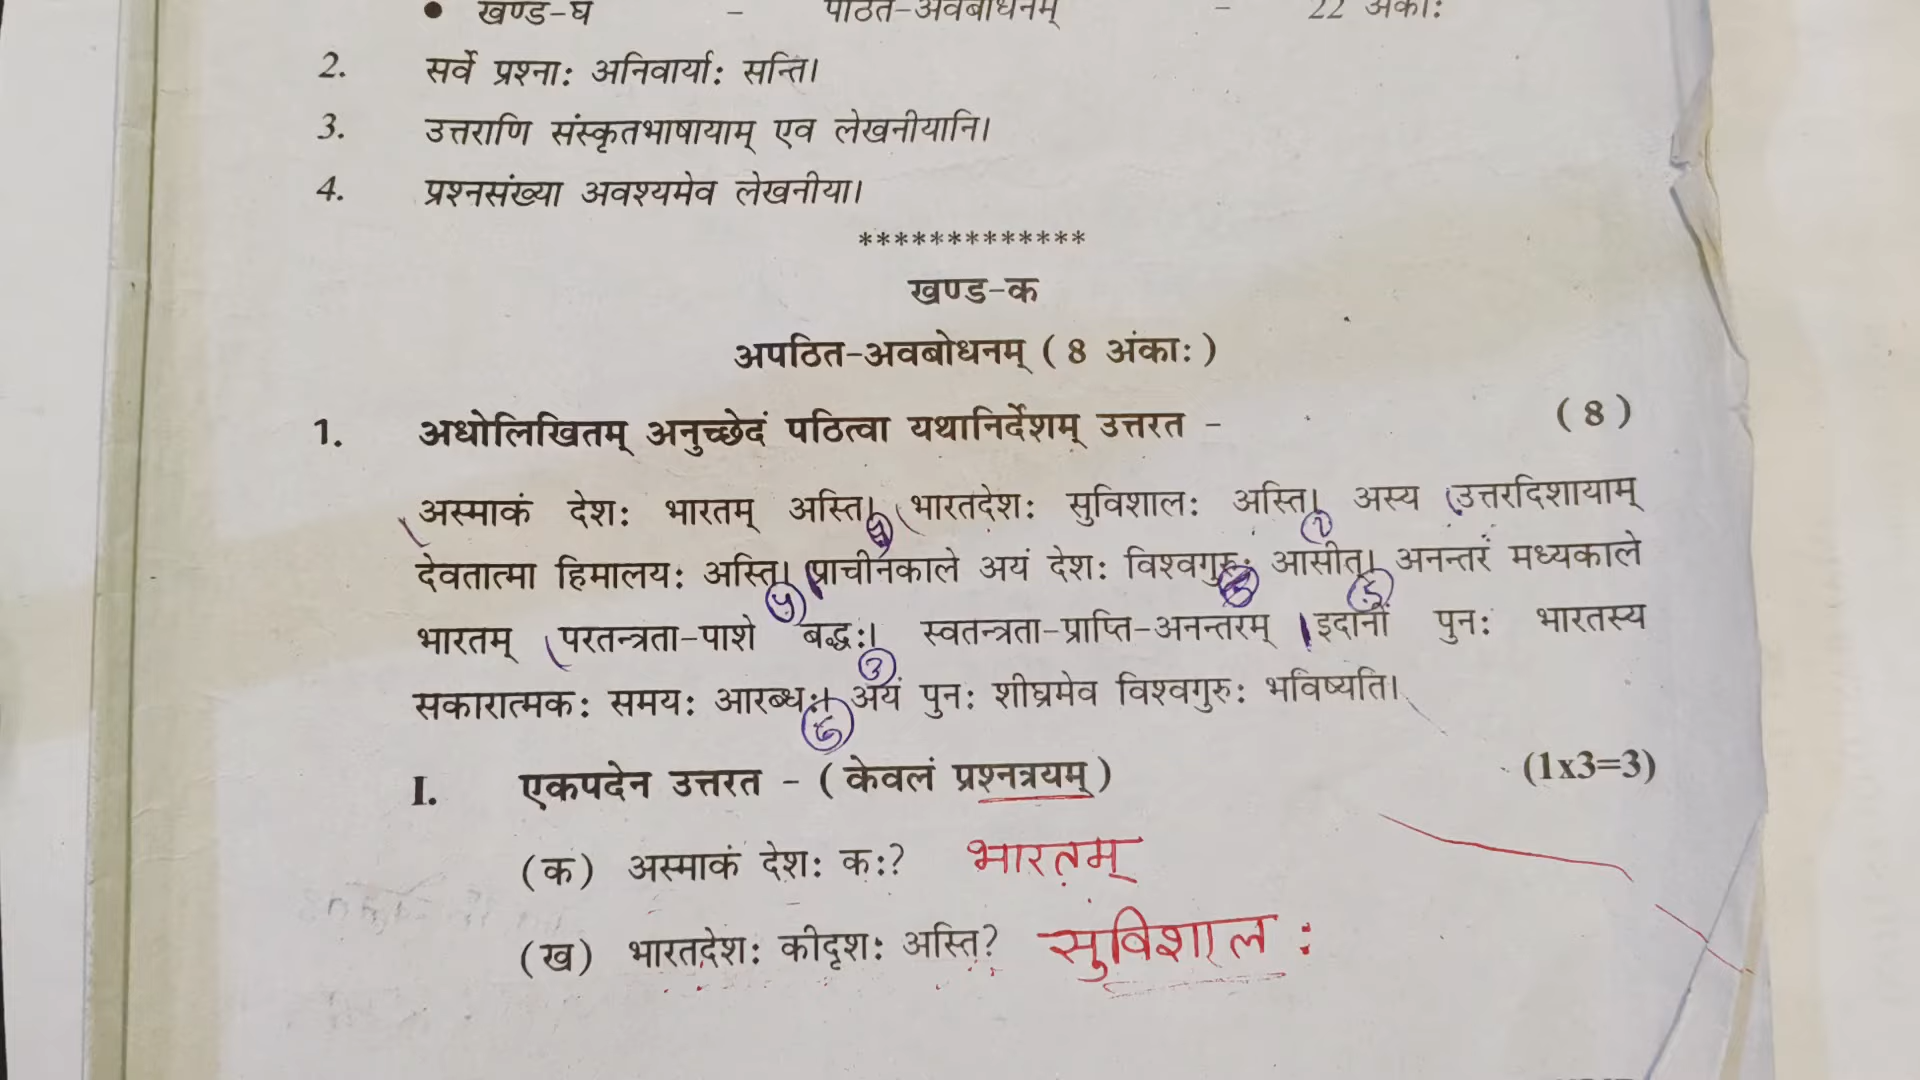 ● खण्ड-घ - पठित-अवबोधनम् - 22 अंकाः
2. सर्वे प्रश्नाः अनिवार्याः सन्ति।
3. उत्तराणि संस्कृतभाषायाम् एव लेखनीयानि।
4. प्रश्नसंख्या अवश्यमेव लेखनीया।
*************
खण्ड-क
अपठित-अवबोधनम् ( 8 अंकाः )
1. अधोलिखितम् अनुच्छेदं पठित्वा यथानिर्देशम् उत्तरत - ( 8 )
अस्माकं देशः भारतम् अस्ति। भारतदेशः सुविशालः अस्ति। अस्य उत्तरदिशायाम्
देवतात्मा हिमालयः अस्ति। प्राचीनकाले अयं देशः विश्वगुरुः आसीत्। अनन्तरं मध्यकाले
भारतम् परतन्त्रता-पाशे बद्धः। स्वतन्त्रता-प्राप्ति-अनन्तरम् इदानीं पुनः भारतस्य
सकारात्मकः समयः आरब्धः। अयं पुनः शीघ्रमेव विश्वगुरुः भविष्यति।
I. एकपदेन उत्तरत - ( केवलं प्रश्नत्रयम् ) (1x3=3)
(क) अस्माकं देशः कः? भारतम्
(ख) भारतदेशः कीदृशः अस्ति? सुविशालः